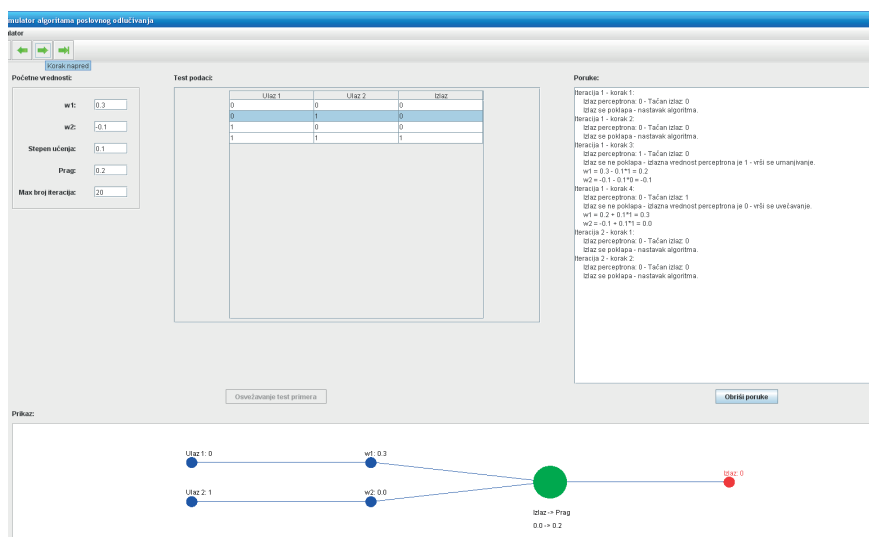 mulator algoritama poslovnog odlučivanja
ulator
Korak napred
Početne vrednosti:
w1: 0.3
w2: -0.1
Stepen učenja: 0.1
Prag: 0.2
Max broj iteracija: 20
Test podaci:
Ulaz 1 Ulaz 2 Izlaz
0 0 0
0 1 0
1 0 0
1 1 1
Osvežavanje test primera
Poruke:
Iteracija 1 - korak 1:
Izlaz perceptrona: 0 - Tačan izlaz: 0
Izlaz se poklapa - nastavak algoritma.
Iteracija 1 - korak 2:
Izlaz perceptrona: 0 - Tačan izlaz: 0
Izlaz se poklapa - nastavak algoritma.
Iteracija 1 - korak 3:
Izlaz perceptrona: 1 - Tačan izlaz: 0
Izlaz se ne poklapa - izlazna vrednost perceptrona je 1 - vrši se umanjivanje.
w1 = 0.3 - 0.1*1 = 0.2
w2 = -0.1 - 0.1*0 = -0.1
Iteracija 1 - korak 4:
Izlaz perceptrona: 0 - Tačan izlaz: 1
Izlaz se ne poklapa - izlazna vrednost perceptrona je 0 - vrši se uvećavanje.
w1 = 0.2 + 0.1*1 = 0.3
w2 = -0.1 + 0.1*1 = 0.0
Iteracija 2 - korak 1:
Izlaz perceptrona: 0 - Tačan izlaz: 0
Izlaz se poklapa - nastavak algoritma.
Iteracija 2 - korak 2:
Izlaz perceptrona: 0 - Tačan izlaz: 0
Izlaz se poklapa - nastavak algoritma.
Obriši poruke
Prikaz:
Ulaz 1: 0
w1: 0.3
Izlaz: 0
Ulaz 2: 1
w2: 0.0
Izlaz -> Prag
0.0 -> 0.2